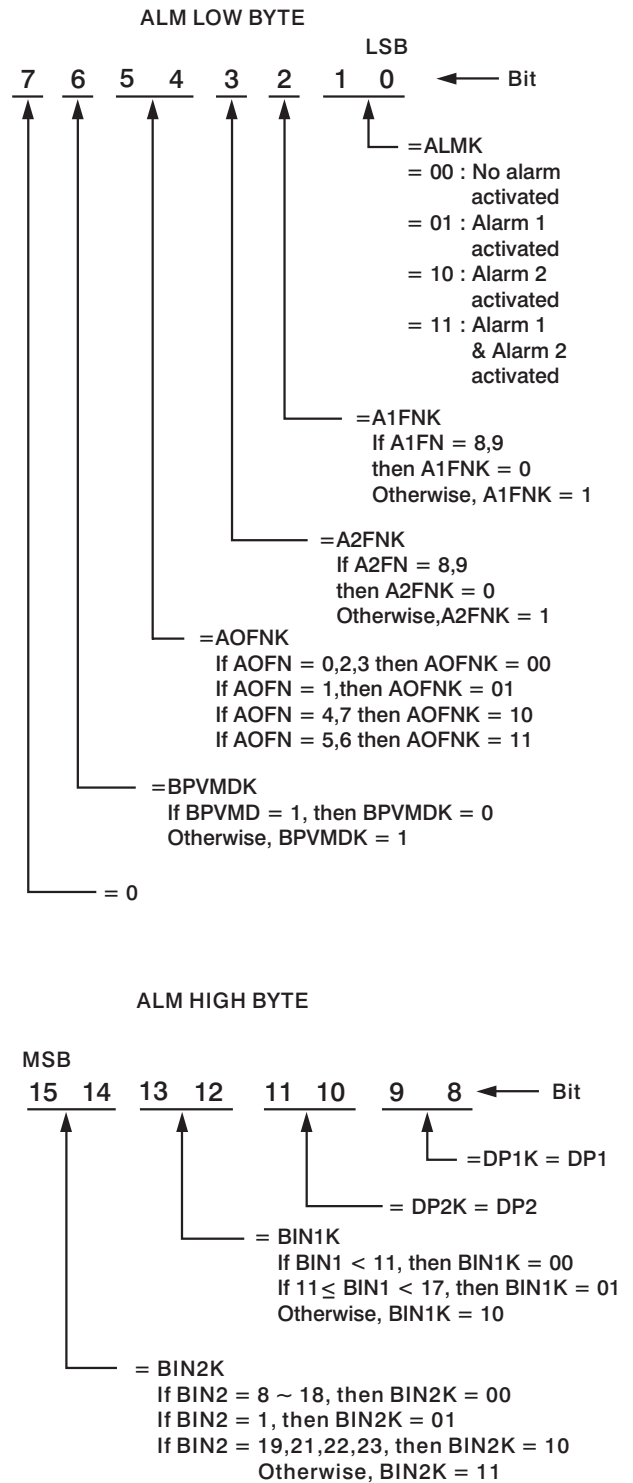 ALM LOW BYTE
LSB
7 6 5 4 3 2 1 0 Bit
=ALMK
= 00 : No alarm
activated
= 01 : Alarm 1
activated
= 10 : Alarm 2
activated
= 11 : Alarm 1
& Alarm 2
activated
=A1FNK
If A1FN = 8,9
then A1FNK = 0
Otherwise, A1FNK = 1
=A2FNK
If A2FN = 8,9
then A2FNK = 0
Otherwise,A2FNK = 1
=AOFNK
If AOFN = 0,2,3 then AOFNK = 00
If AOFN = 1,then AOFNK = 01
If AOFN = 4,7 then AOFNK = 10
If AOFN = 5,6 then AOFNK = 11
=BPVMDK
If BPVMD = 1, then BPVMDK = 0
Otherwise, BPVMDK = 1
= 0
ALM HIGH BYTE
MSB
15 14 13 12 11 10 9 8 Bit
=DP1K = DP1
= DP2K = DP2
= BIN1K
If BIN1 < 11, then BIN1K = 00
If 11≤ BIN1 < 17, then BIN1K = 01
Otherwise, BIN1K = 10
= BIN2K
If BIN2 = 8 ~ 18, then BIN2K = 00
If BIN2 = 1, then BIN2K = 01
If BIN2 = 19,21,22,23, then BIN2K = 10
Otherwise, BIN2K = 11